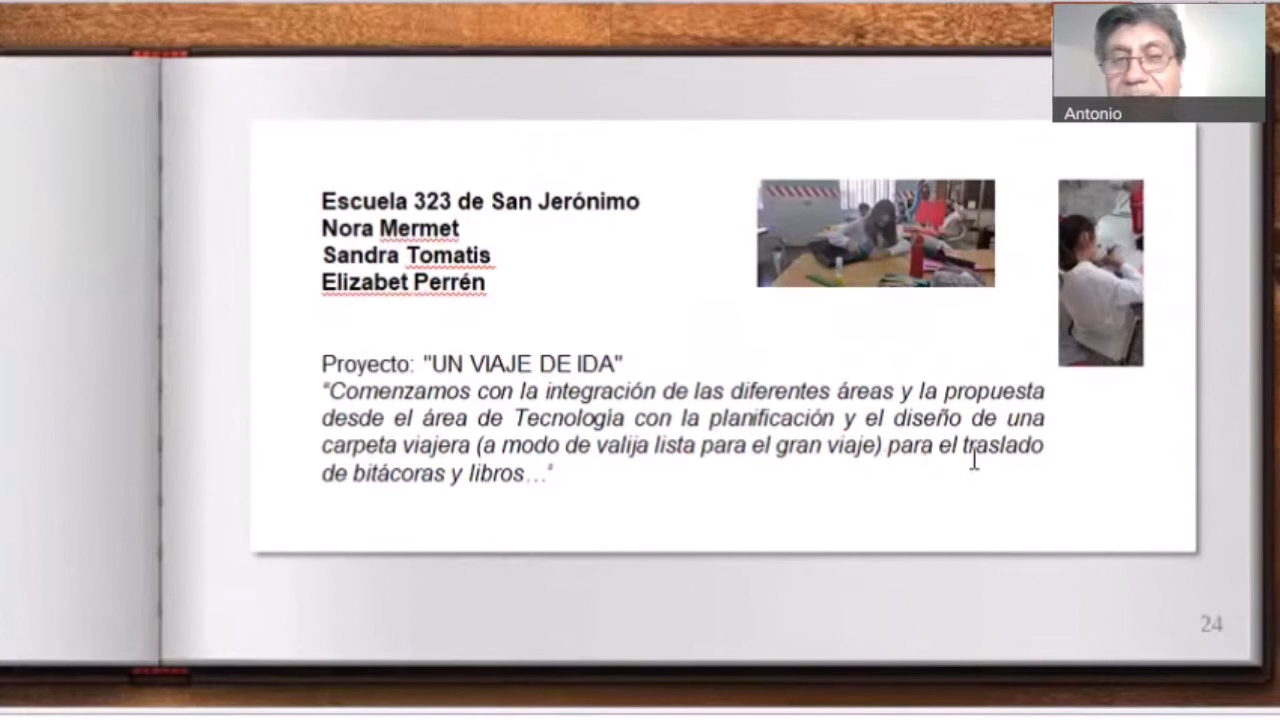 Antonio
Escuela 323 de San Jerónimo
Nora Mermet
Sandra Tomatis
Elizabet Perrén
Proyecto: "UN VIAJE DE IDA"
“Comenzamos con la integración de las diferentes áreas y la propuesta
desde el área de Tecnología con la planificación y el diseño de una
carpeta viajera (a modo de valija lista para el gran viaje) para el traslado
de bitácoras y libros…”
24